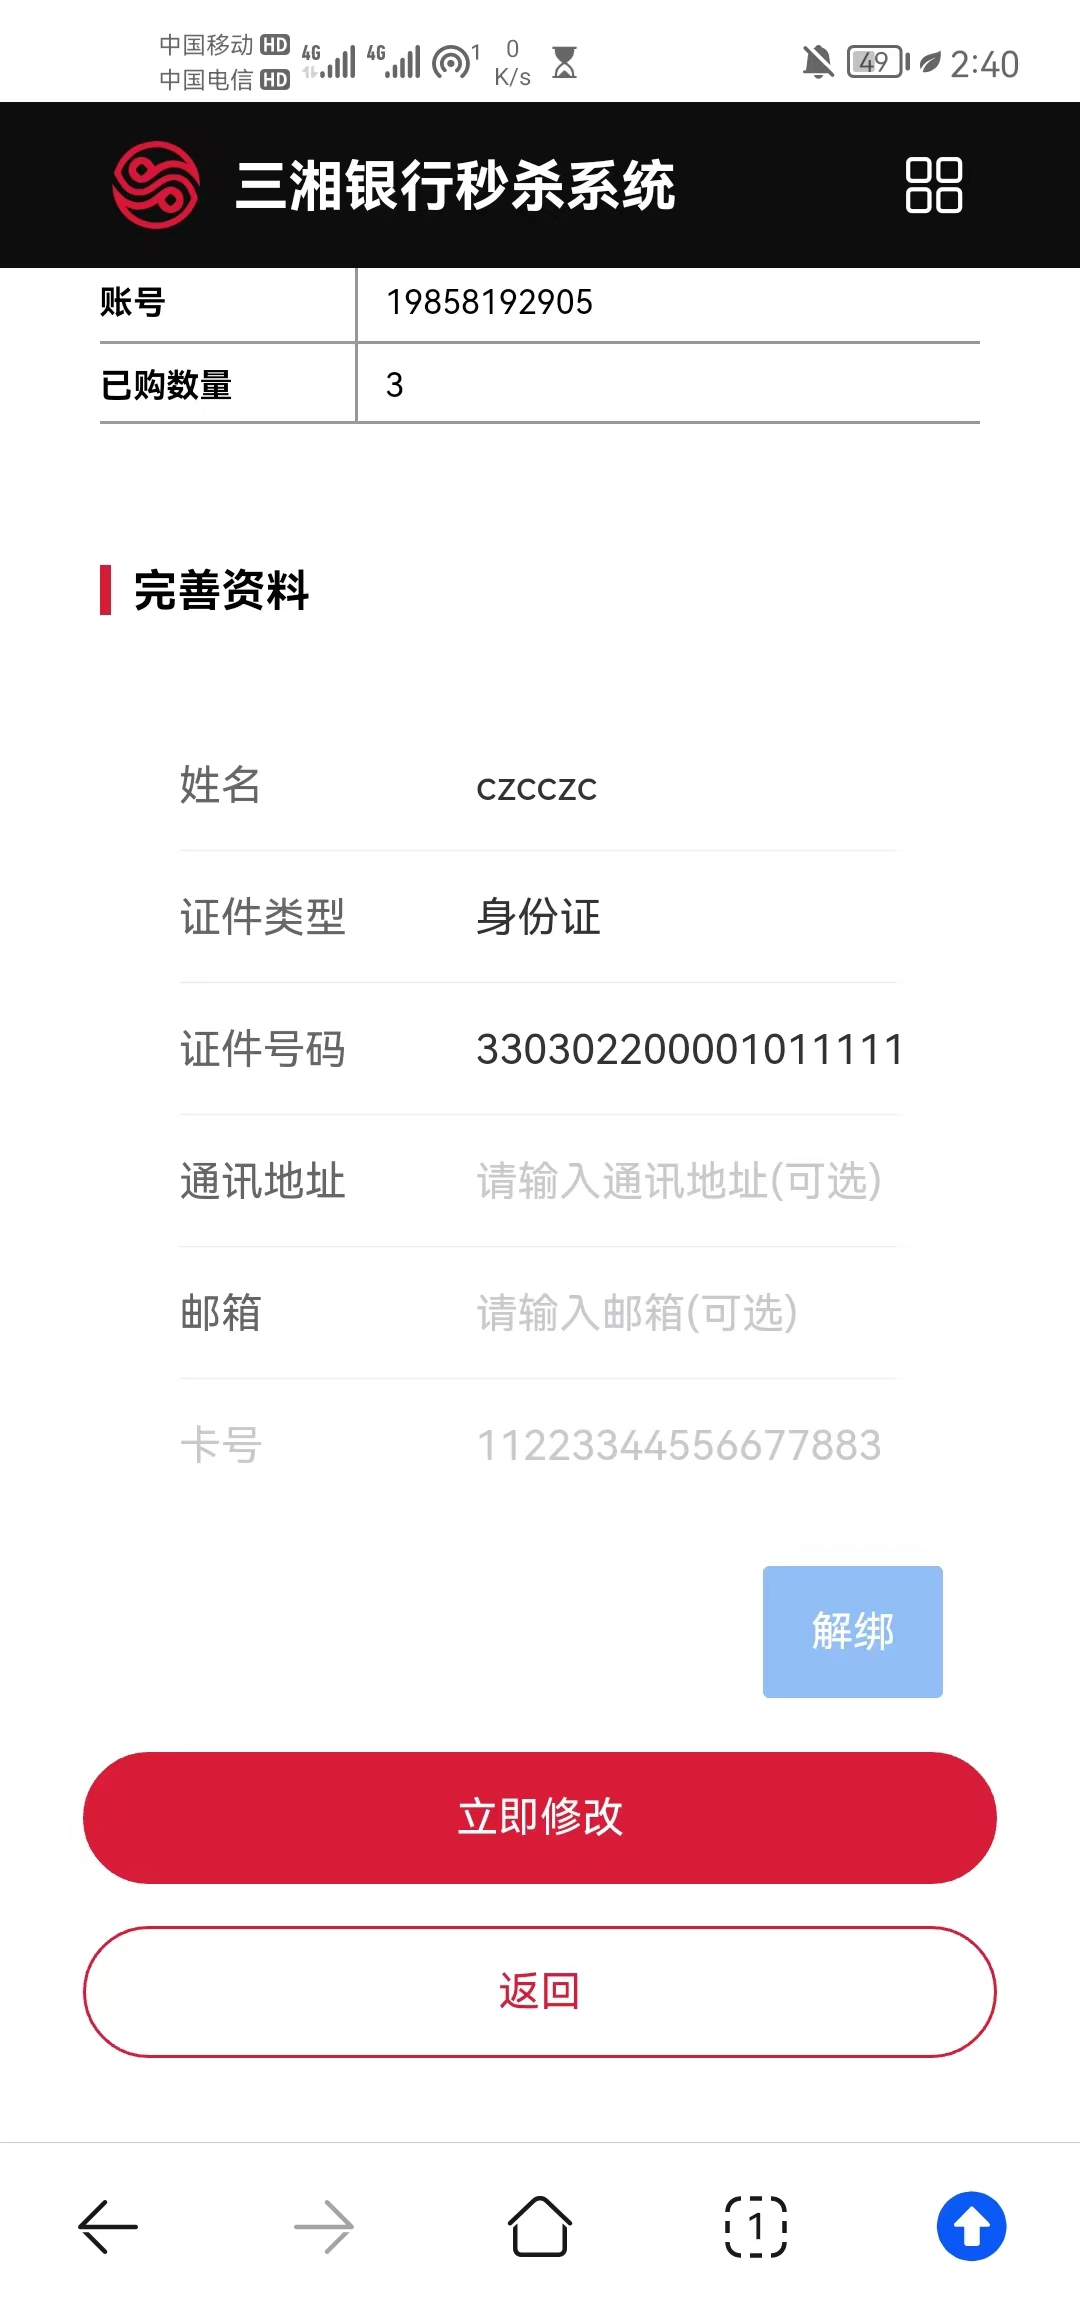 中国移动 HD 4G 4G 1 0 K/s 49 2:40
中国电信 HD
三湘银行秒杀系统
账号 19858192905
已购数量 3
完善资料
姓名 czcczc
证件类型 身份证
证件号码 330302200001011111
通讯地址 请输入通讯地址(可选)
邮箱 请输入邮箱(可选)
卡号 11223344556677883
解绑
立即修改
返回
1